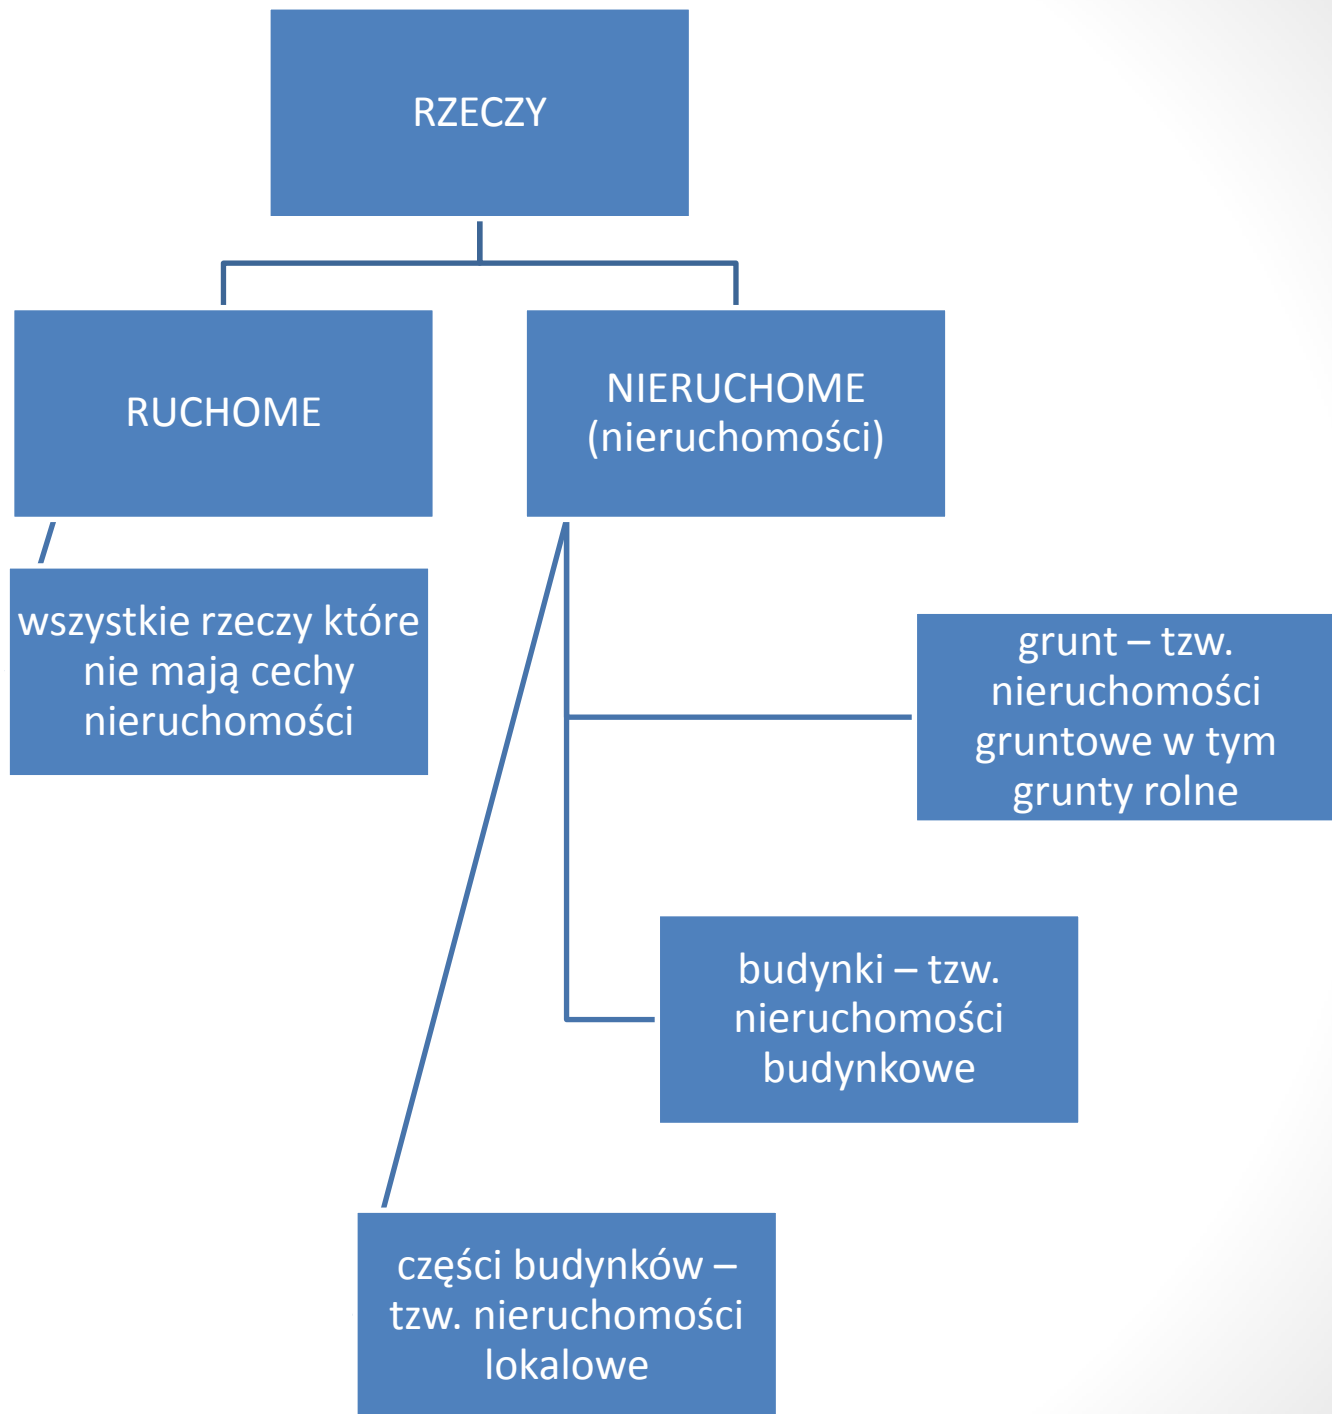 RZECZY
RUCHOME
NIERUCHOME
(nieruchomości)
wszystkie rzeczy które
nie mają cechy
nieruchomości
grunt – tzw.
nieruchomości
gruntowe w tym
grunty rolne
budynki – tzw.
nieruchomości
budynkowe
części budynków –
tzw. nieruchomości
lokalowe